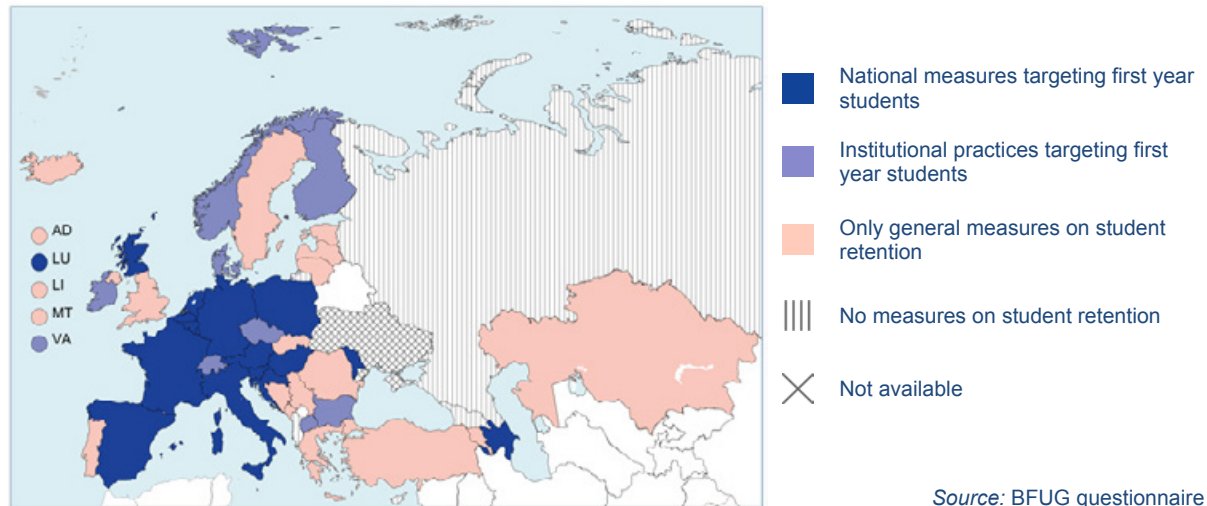 AD
LU
LI
MT
VA
National measures targeting first year
students
Institutional practices targeting first
year students
Only general measures on student
retention
No measures on student retention
Not available
Source: BFUG questionnaire